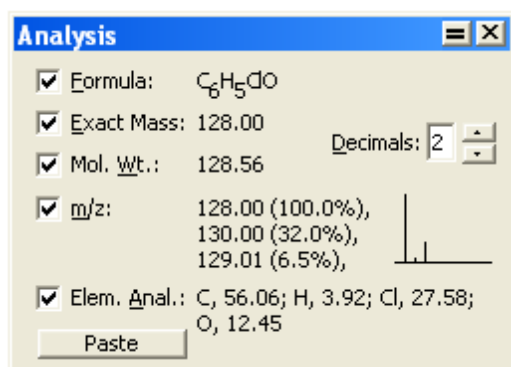 Analysis
Formula: C6H5ClO
Exact Mass: 128.00
Decimals: 2
Mol. Wt.: 128.56
m/z: 128.00 (100.0%),
130.00 (32.0%),
129.01 (6.5%),
Elem. Anal.: C, 56.06; H, 3.92; Cl, 27.58;
O, 12.45
Paste